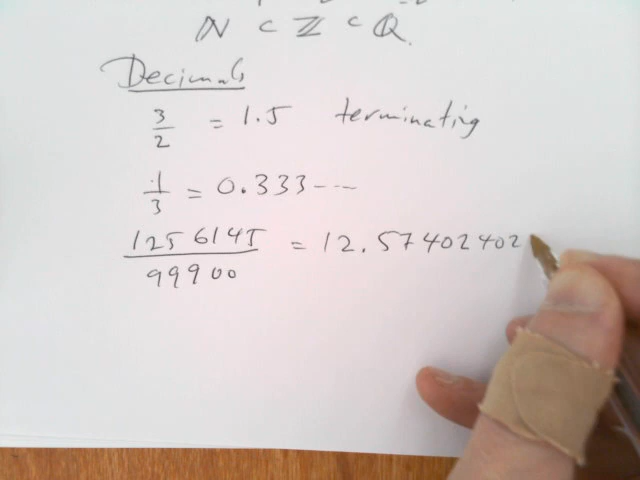 N ⊂ Z ⊂ Q.
Decimals
3/2 = 1.5 terminating
1/3 = 0.333----
1256145/99900 = 12.57402402